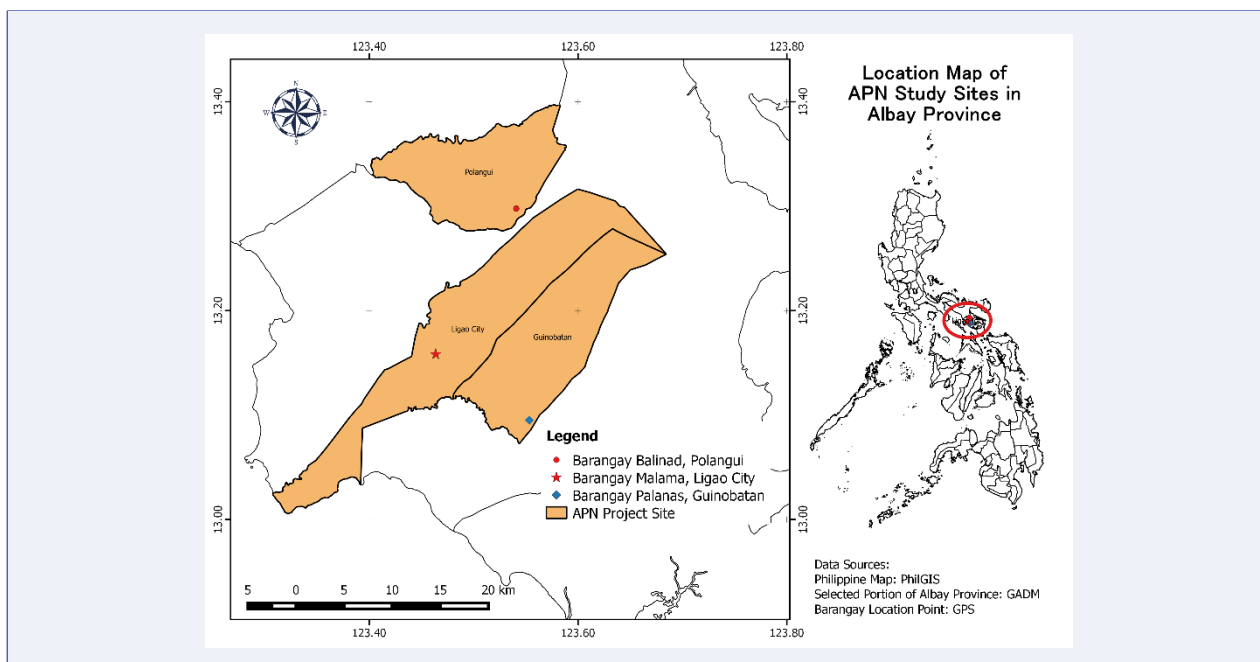 123.40 123.60 123.80
Location Map of
APN Study Sites in
Albay Province
13.40 13.40
N
W E
S
Polangui
13.20 13.20
Ligao City
Guinobatan
Legend
Barangay Balinad, Polangui
Barangay Malama, Ligao City
Barangay Palanas, Guinobatan
APN Project Site
13.00 13.00
Data Sources:
Philippine Map: PhilGIS
Selected Portion of Albay Province: GADM
Barangay Location Point: GPS
5 0 5 10 15 20 km
123.40 123.60 123.80